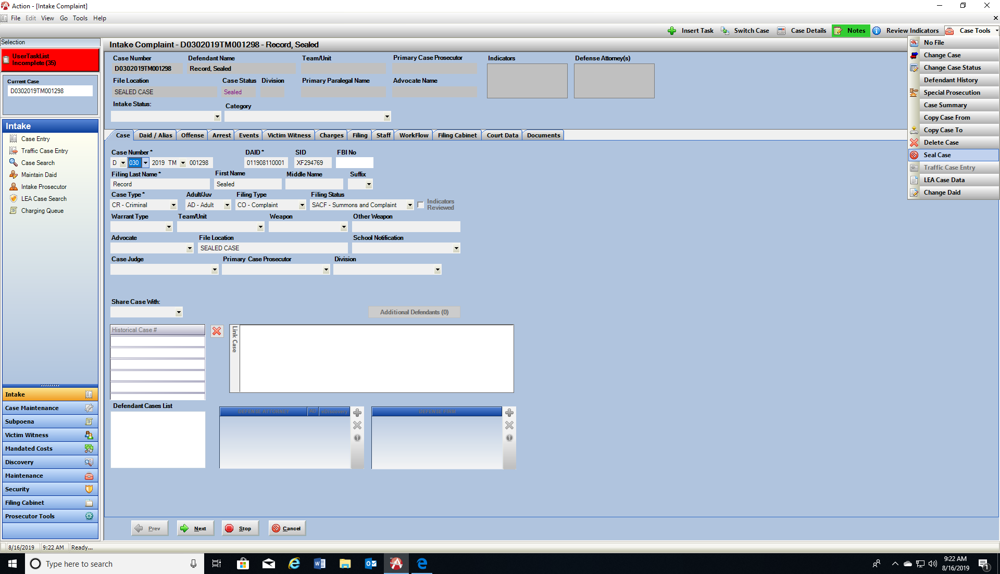 Action - [Intake Complaint]
File Edit View Go Tools Help
Insert Task Switch Case Case Details Notes Review Indicators Case Tools
Selection
UserTaskList
Incomplete (35)
Current Case
D0302019TM001298
Intake
Case Entry
Traffic Case Entry
Case Search
Maintain Daid
Intake Prosecutor
LEA Case Search
Charging Queue
Intake
Case Maintenance
Subpoena
Victim Witness
Mandated Costs
Discovery
Maintenance
Security
Filing Cabinet
Prosecutor Tools
Intake Complaint - D0302019TM001298 - Record, Sealed
Case Number Defendant Name Team/Unit Primary Case Prosecutor Indicators Defense Attorney(s)
D0302019TM001298 Record, Sealed
File Location Case Status Division Primary Paralegal Name Advocate Name
SEALED CASE Sealed
Intake Status: Category
Case Daid / Alias Offense Arrest Events Victim Witness Charges Filing Staff WorkFlow Filing Cabinet Court Data Documents
Case Number * DAID * SID FBI No
D 030 2019 TM 001298 011908110001 XF294769
Filing Last Name * First Name Middle Name Suffix
Record Sealed
Case Type * Adult/Juv Filing Type Filing Status
CR - Criminal AD - Adult CO - Complaint SACF - Summons and Complaint Indicators Reviewed
Warrant Type Team/Unit Weapon Other Weapon
Advocate File Location School Notification
SEALED CASE
Case Judge Primary Case Prosecutor Division
Share Case With:
Additional Defendants (0)
Historical Case #
Link Case
Defendant Cases List
DEFENSE ATTORNEY AD eDiscovery DEFENSE FIRM
Prev Next Stop Cancel
No File
Change Case
Change Case Status
Defendant History
Special Prosecution
Case Summary
Copy Case From
Copy Case To
Delete Case
Seal Case
Traffic Case Entry
LEA Case Data
Change Daid
8/16/2019 9:22 AM Ready...
Type here to search
9:22 AM
8/16/2019
1